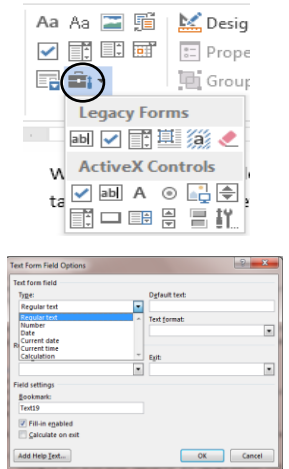 Aa Aa Desig
Prope
Group
Legacy Forms
ab|
a
ActiveX Controls
ab| A
W
ta e
Text Form Field Options
Text form field
Type: Default text:
Regular text
Regular text Text format:
Number
Date
Current date
Current time
Calculation Exit:
Field settings
Bookmark:
Text19
Fill-in enabled
Calculate on exit
Add Help Text... OK Cancel